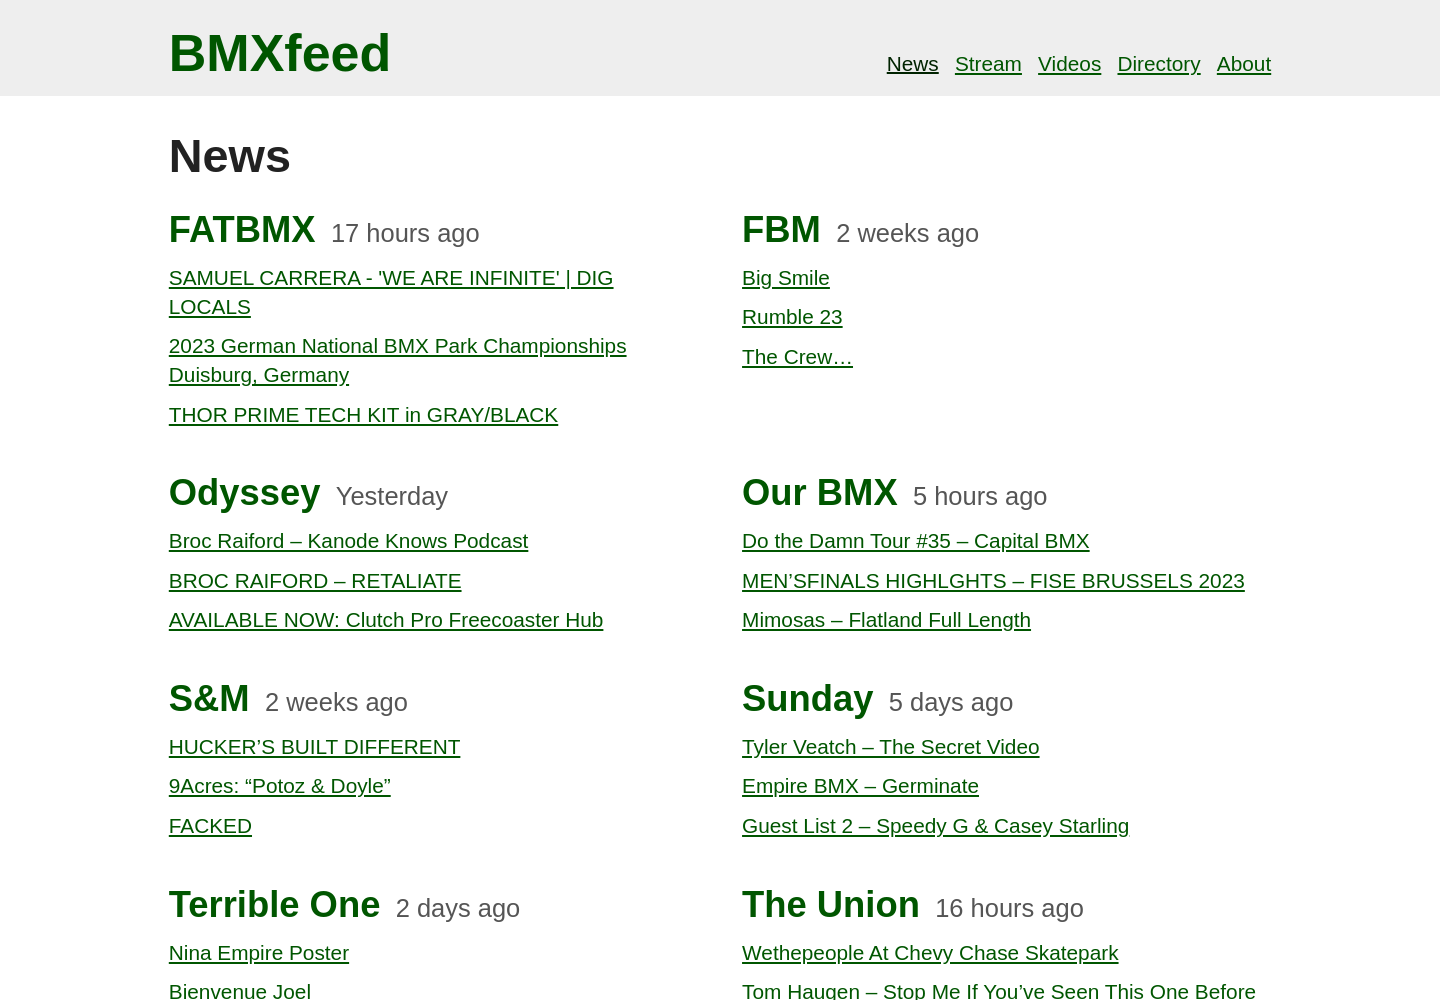 BMXfeed
News Stream Videos Directory About
News
FATBMX 17 hours ago
SAMUEL CARRERA - 'WE ARE INFINITE' | DIG
LOCALS
2023 German National BMX Park Championships
Duisburg, Germany
THOR PRIME TECH KIT in GRAY/BLACK
FBM 2 weeks ago
Big Smile
Rumble 23
The Crew…
Odyssey Yesterday
Broc Raiford – Kanode Knows Podcast
BROC RAIFORD – RETALIATE
AVAILABLE NOW: Clutch Pro Freecoaster Hub
Our BMX 5 hours ago
Do the Damn Tour #35 – Capital BMX
MEN’SFINALS HIGHLGHTS – FISE BRUSSELS 2023
Mimosas – Flatland Full Length
S&M 2 weeks ago
HUCKER’S BUILT DIFFERENT
9Acres: “Potoz & Doyle”
FACKED
Sunday 5 days ago
Tyler Veatch – The Secret Video
Empire BMX – Germinate
Guest List 2 – Speedy G & Casey Starling
Terrible One 2 days ago
Nina Empire Poster
Bienvenue Joel
The Union 16 hours ago
Wethepeople At Chevy Chase Skatepark
Tom Haugen – Stop Me If You’ve Seen This One Before